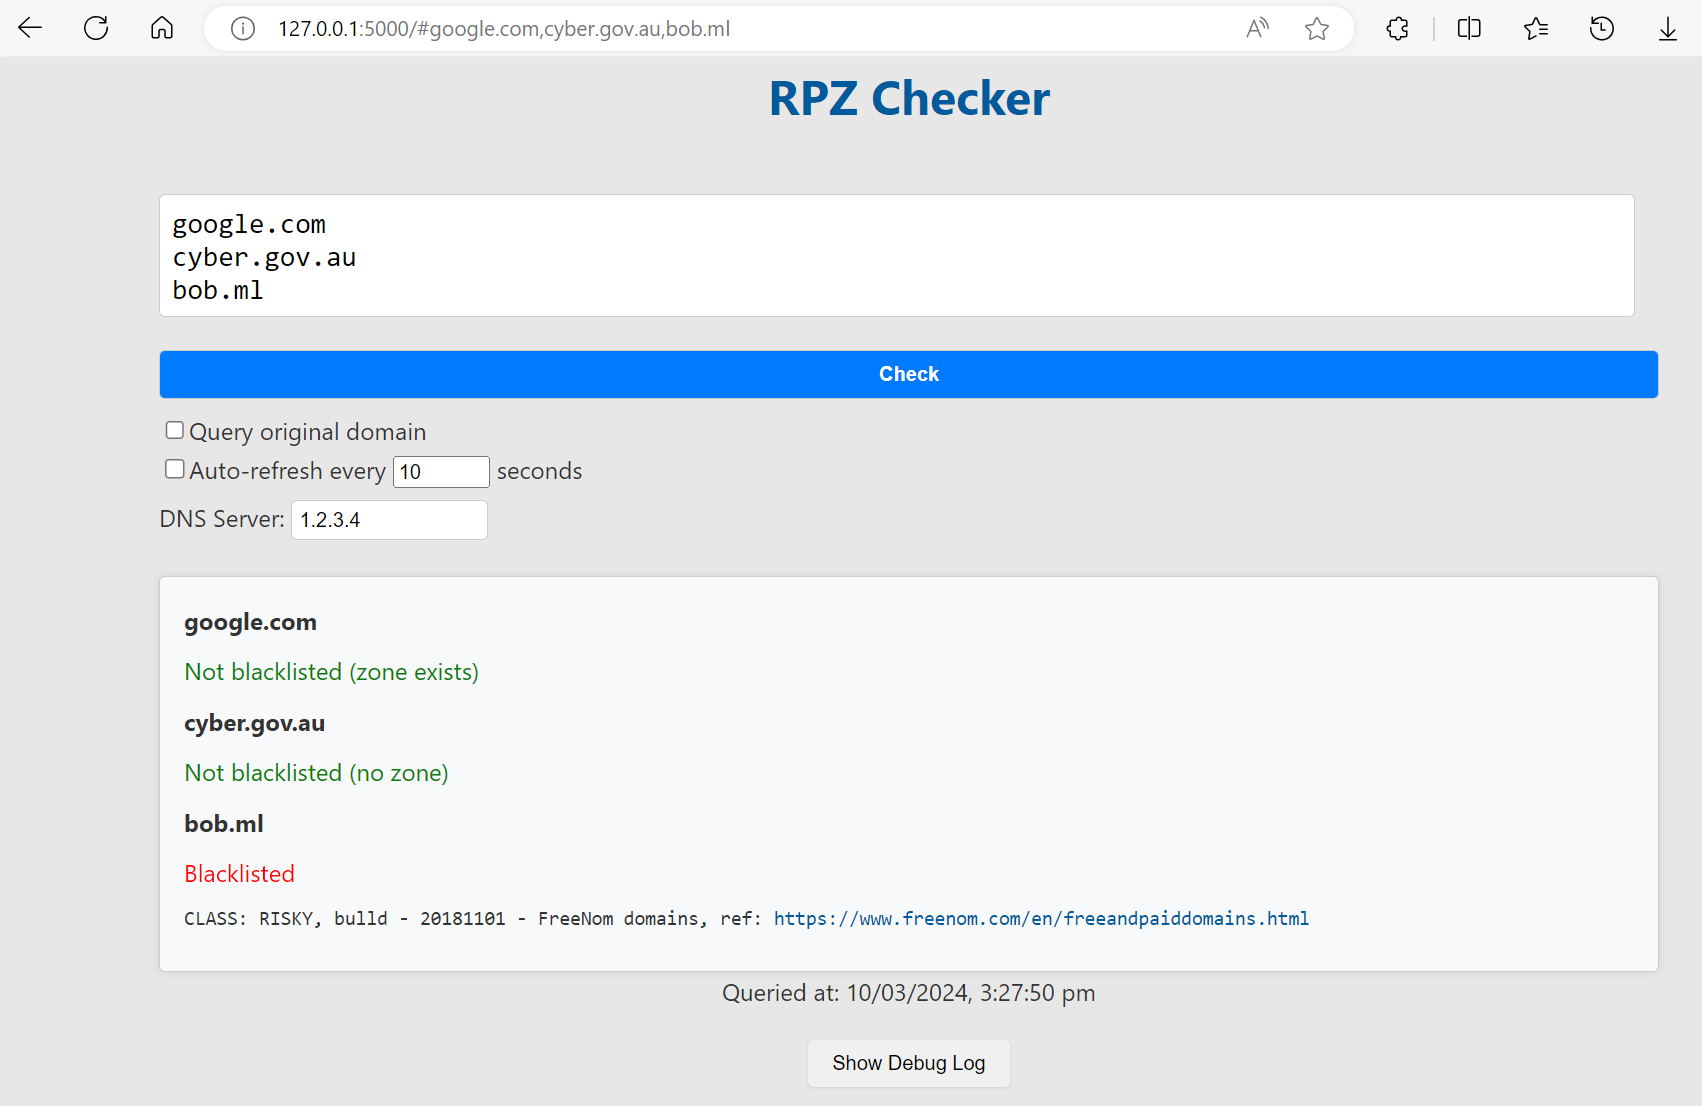 127.0.0.1:5000/#google.com,cyber.gov.au,bob.ml
RPZ Checker
google.com
cyber.gov.au
bob.ml
Check
Query original domain
Auto-refresh every 10 seconds
DNS Server: 1.2.3.4
google.com
Not blacklisted (zone exists)
cyber.gov.au
Not blacklisted (no zone)
bob.ml
Blacklisted
CLASS: RISKY, bulld - 20181101 - FreeNom domains, ref: https://www.freenom.com/en/freeandpaiddomains.html
Queried at: 10/03/2024, 3:27:50 pm
Show Debug Log